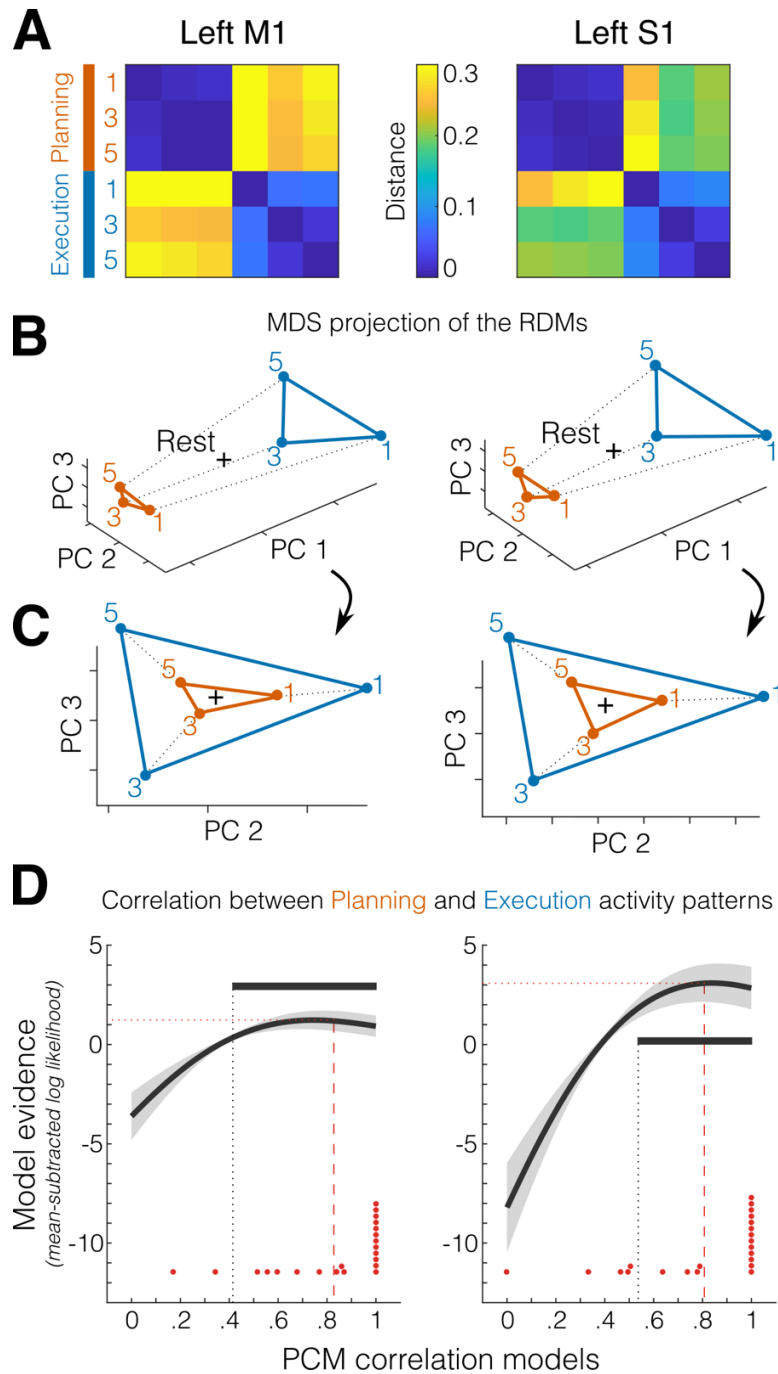 A
Left M1
Left S1
Planning
Execution
1
3
5
1
3
5
Distance
0.3
0.2
0.1
0
B
MDS projection of the RDMs
5
3
1
Rest
5
3
1
PC 3
PC 2
PC 1
5
3
1
Rest
5
3
1
PC 3
PC 2
PC 1
C
5
5
1
1
3
3
PC 3
PC 2
5
5
1
1
3
3
PC 3
PC 2
D
Correlation between Planning and Execution activity patterns
Model evidence
(mean-subtracted log likelihood)
5
0
-5
-10
0 .2 .4 .6 .8 1
5
0
-5
-10
0 .2 .4 .6 .8 1
PCM correlation models